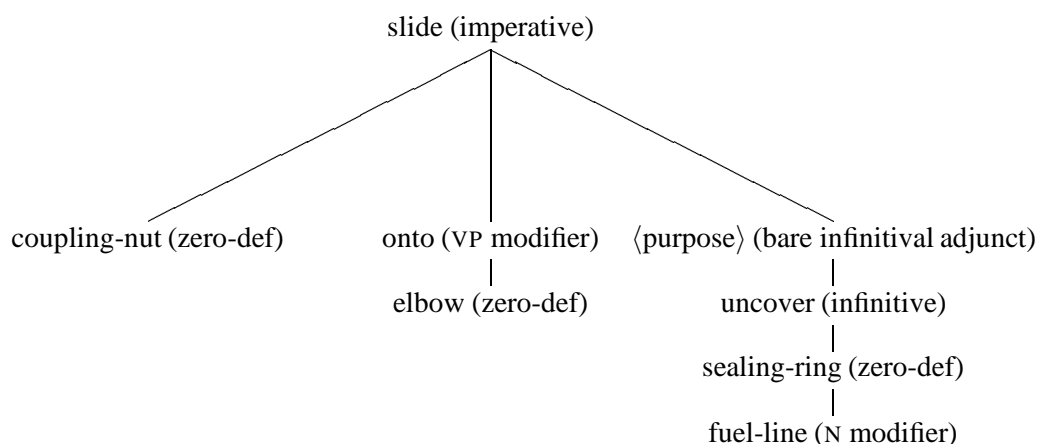 slide (imperative)
coupling-nut (zero-def) onto (VP modifier) ⟨purpose⟩ (bare infinitival adjunct)
elbow (zero-def) uncover (infinitive)
sealing-ring (zero-def)
fuel-line (N modifier)